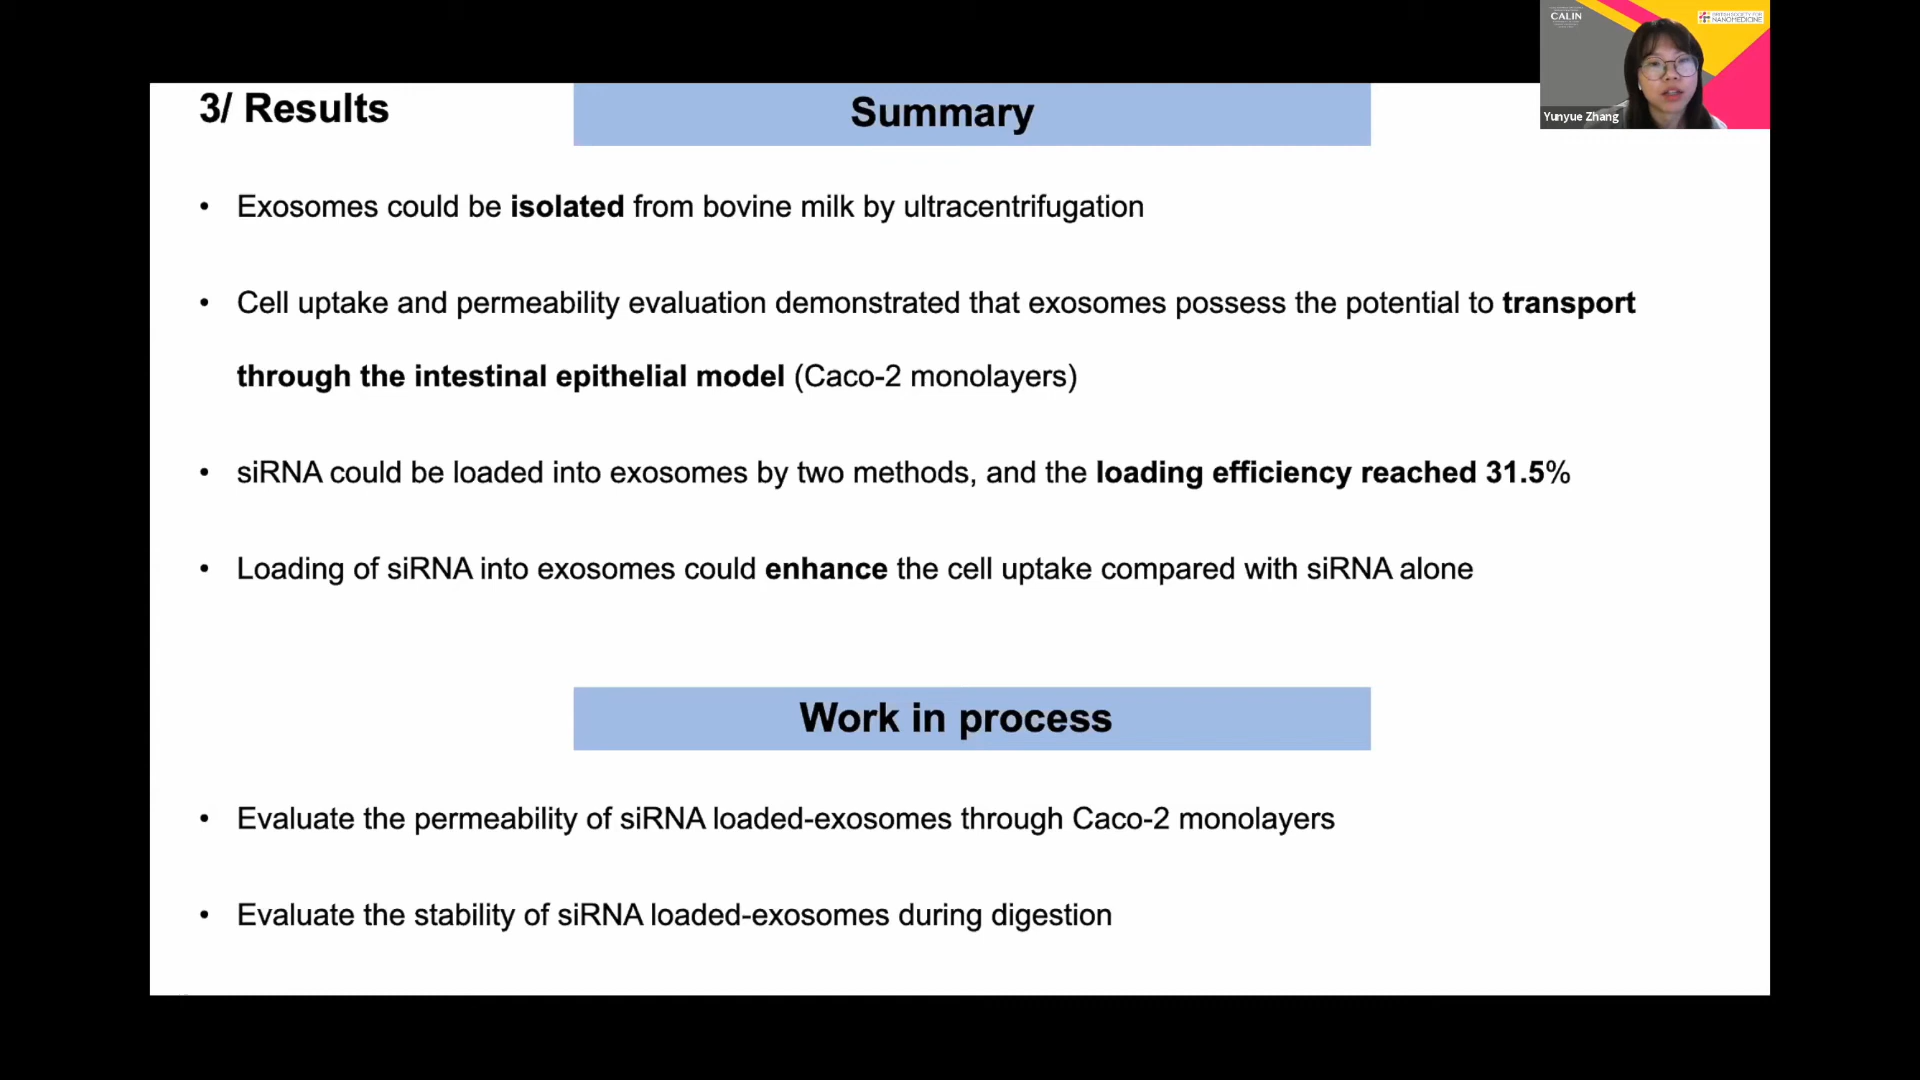 CALIN
BRITISH SOCIETY FOR
NANOMEDICINE
Yunyue Zhang
3/ Results
Summary
• Exosomes could be isolated from bovine milk by ultracentrifugation
• Cell uptake and permeability evaluation demonstrated that exosomes possess the potential to transport
through the intestinal epithelial model (Caco-2 monolayers)
• siRNA could be loaded into exosomes by two methods, and the loading efficiency reached 31.5%
• Loading of siRNA into exosomes could enhance the cell uptake compared with siRNA alone
Work in process
• Evaluate the permeability of siRNA loaded-exosomes through Caco-2 monolayers
• Evaluate the stability of siRNA loaded-exosomes during digestion